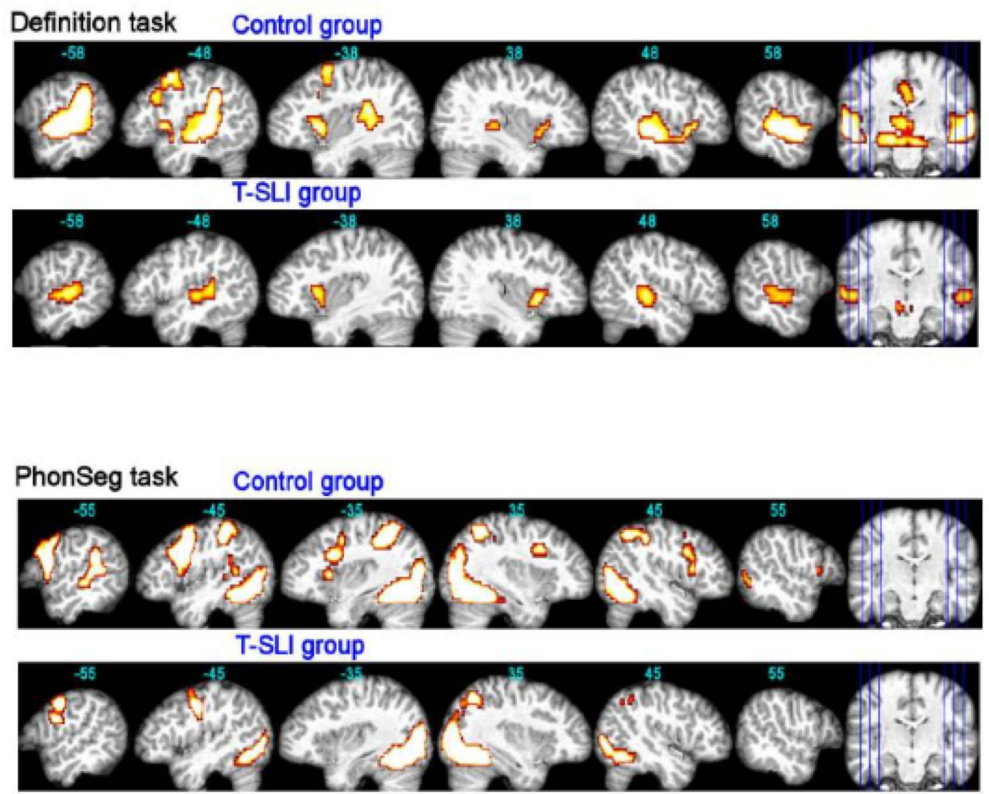 Definition task Control group
-58 -48 -38 38 48 58
T-SLI group
-58 -48 -38 38 48 58
PhonSeg task Control group
-55 -45 -35 35 45 55
T-SLI group
-55 -45 -35 35 45 55